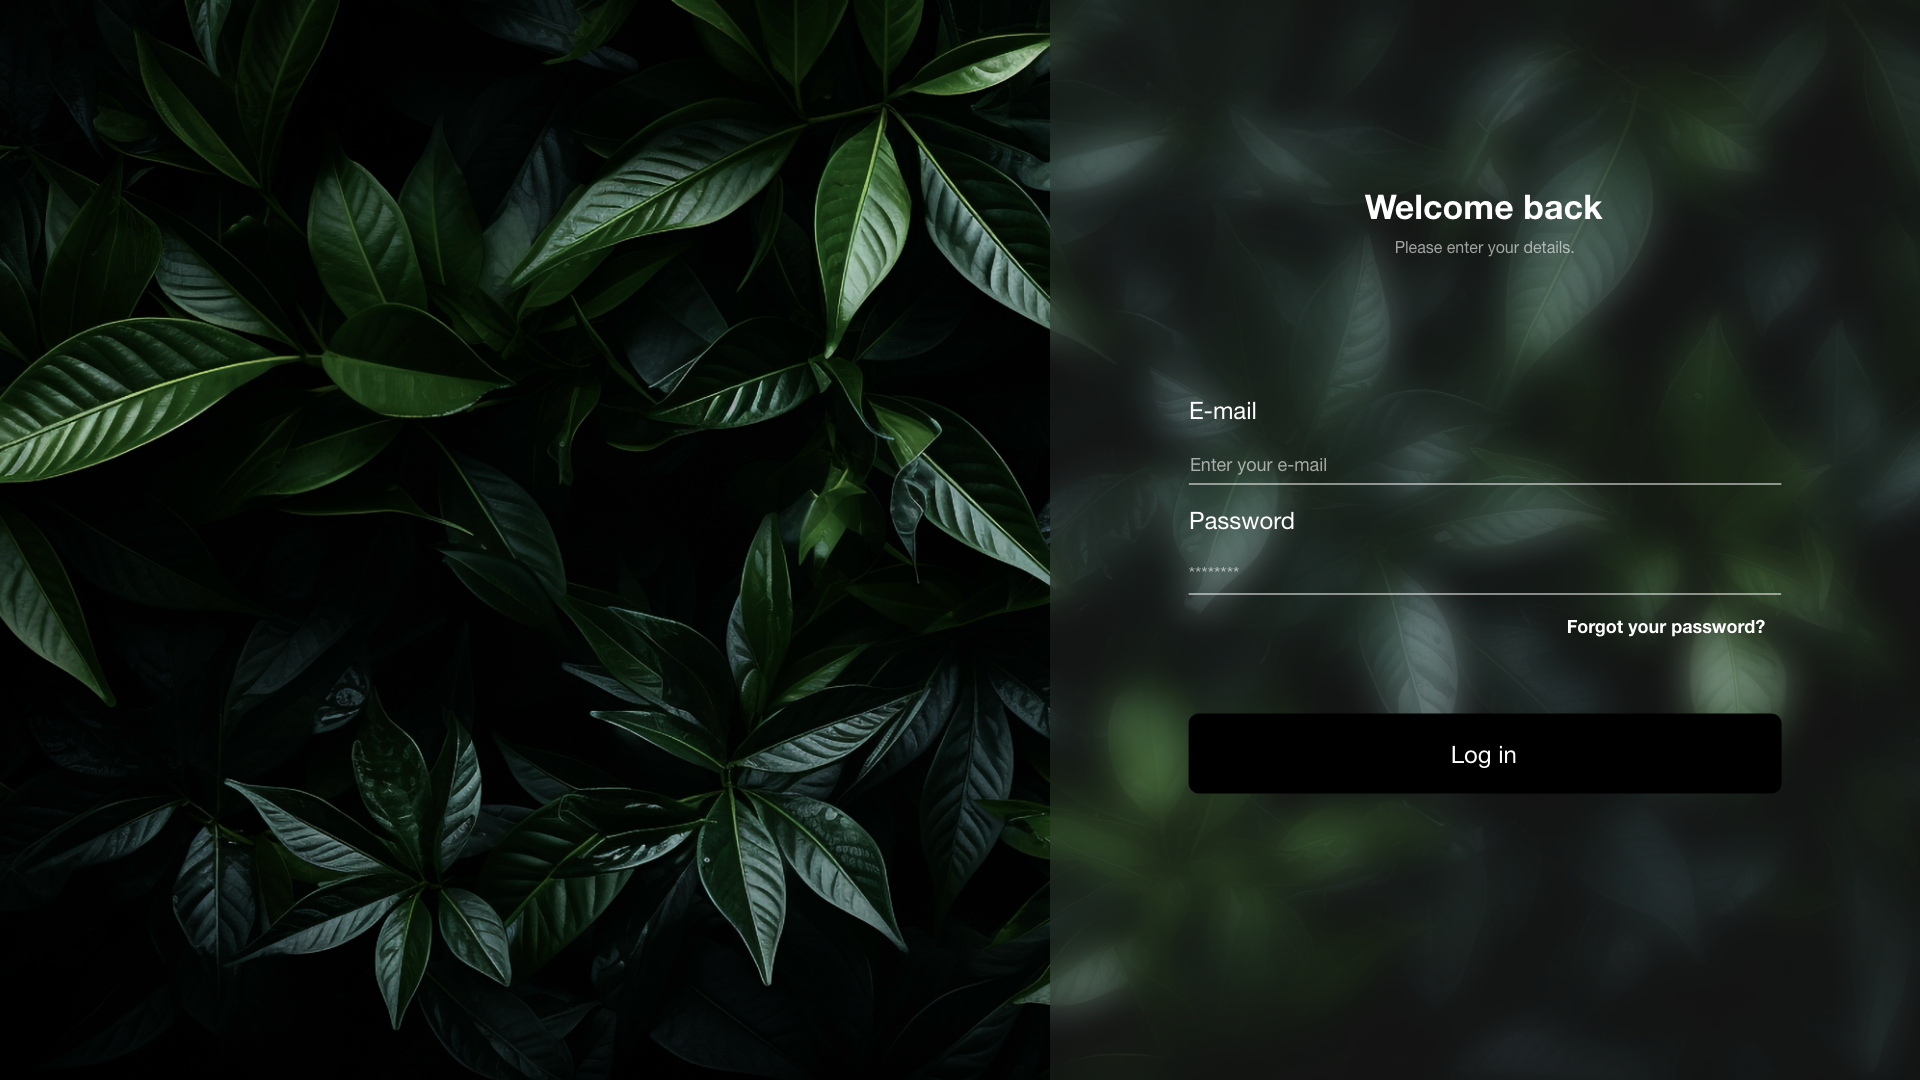 Welcome back
Please enter your details.
E-mail
Enter your e-mail
Password
********
Forgot your password?
Log in